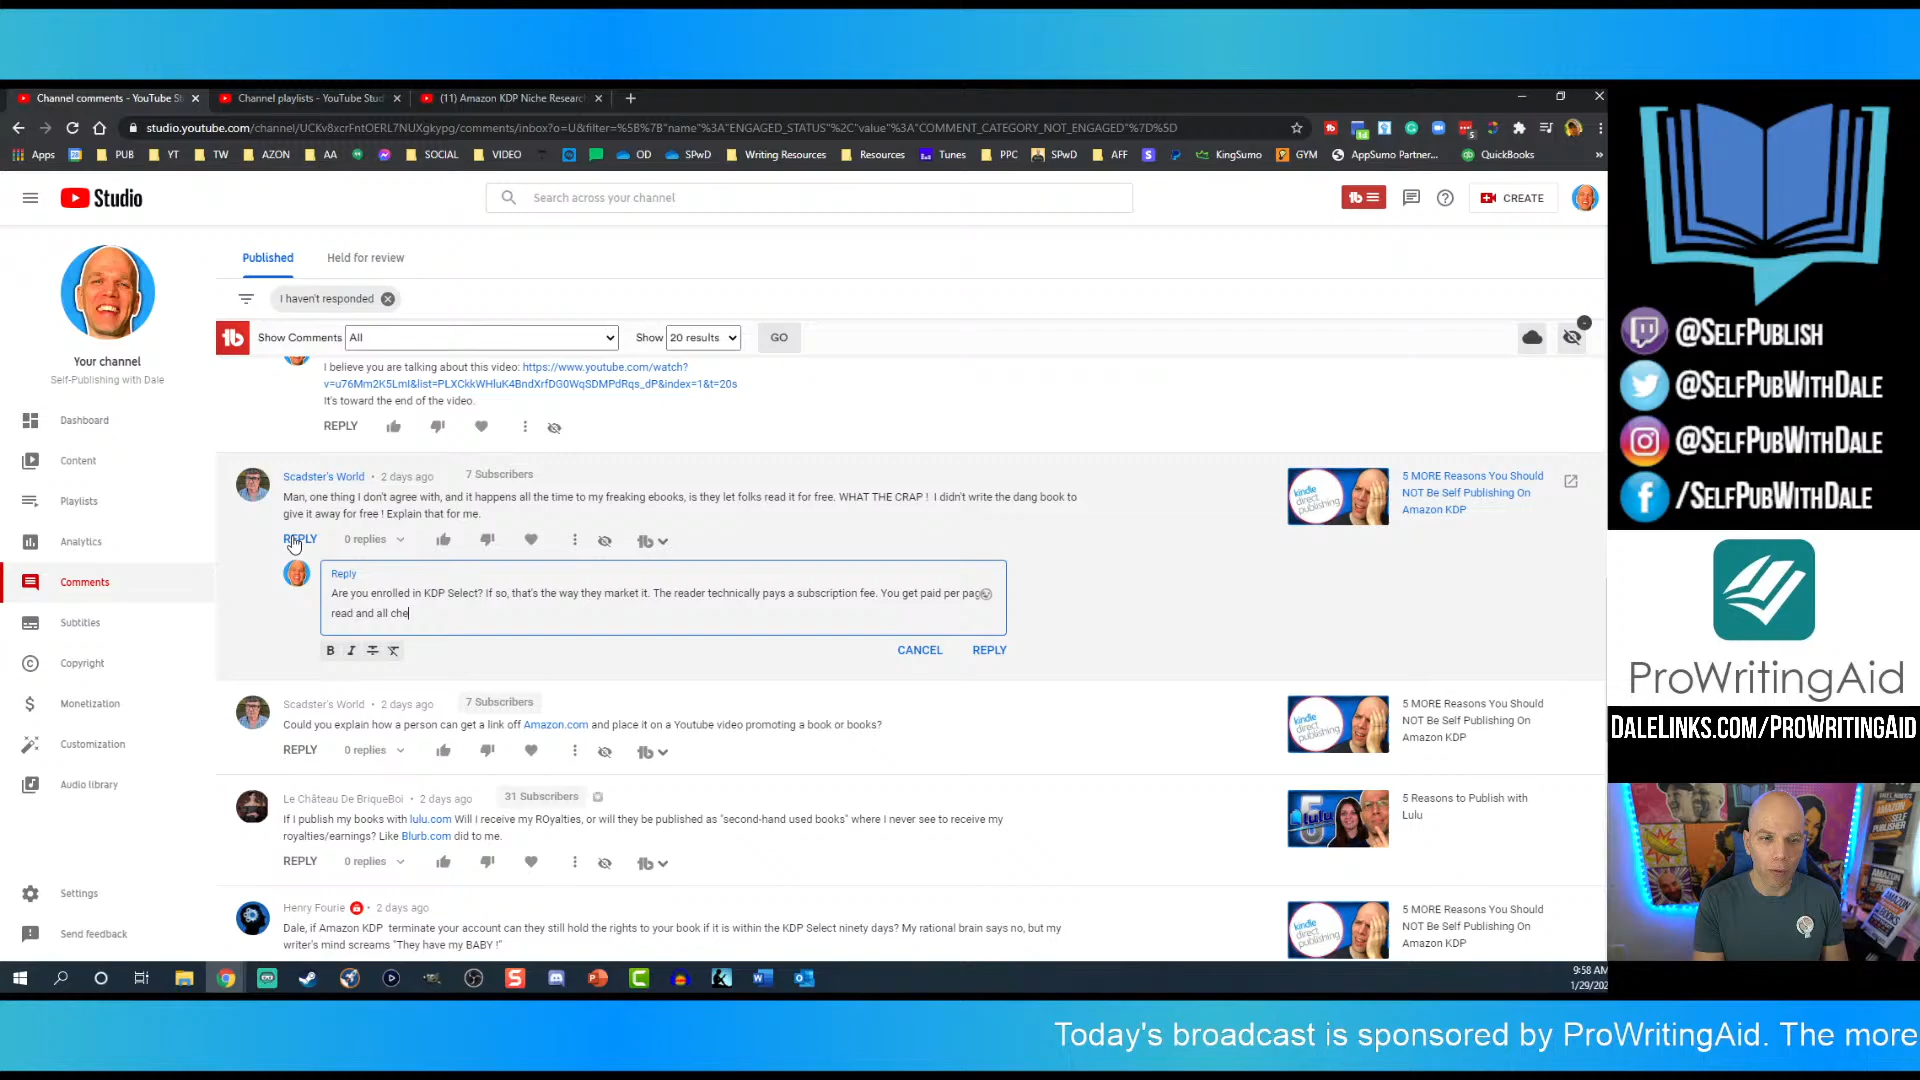 Channel comments - YouTube St
Channel playlists - YouTube Stud
(11) Amazon KDP Niche Researc
studio.youtube.com/channel/UCKv8xcrFntOERL7NUXgkypg/comments/inbox?o=U&filter=%5B%7B"name"%3A"ENGAGED_STATUS"%2C"value"%3A"COMMENT_CATEGORY_NOT_ENGAGED"%7D%5D
Apps PUB YT TW AZON AA SOCIAL VIDEO OD SPwD Writing Resources Resources Tunes PPC SPwD AFF KingSumo GYM AppSumo Partner... QuickBooks »
Studio
Search across your channel
CREATE
Your channel
Self-Publishing with Dale
Dashboard
Content
Playlists
Analytics
Comments
Subtitles
Copyright
Monetization
Customization
Audio library
Settings
Send feedback
Published Held for review
I haven't responded
Show Comments All Show 20 results GO
I believe you are talking about this video: https://www.youtube.com/watch?
v=u76Mm2K5LmI&list=PLXCkkWHluK4BndXrfDG0WqSDMPdRqs_dP&index=1&t=20s
It's toward the end of the video.
REPLY
Scadster's World • 2 days ago 7 Subscribers
Man, one thing I don't agree with, and it happens all the time to my freaking ebooks, is they let folks read it for free. WHAT THE CRAP ! I didn't write the dang book to
give it away for free ! Explain that for me.
REPLY 0 replies
5 MORE Reasons You Should
NOT Be Self Publishing On
Amazon KDP
kindle
direct
publishing
Reply
Are you enrolled in KDP Select? If so, that's the way they market it. The reader technically pays a subscription fee. You get paid per page
read and all che
B I
CANCEL REPLY
Scadster's World • 2 days ago 7 Subscribers
Could you explain how a person can get a link off Amazon.com and place it on a Youtube video promoting a book or books?
REPLY 0 replies
5 MORE Reasons You Should
NOT Be Self Publishing On
Amazon KDP
kindle
direct
publishing
Le Château De BriqueBoi • 2 days ago 31 Subscribers
If I publish my books with lulu.com Will I receive my ROyalties, or will they be published as "second-hand used books" where I never see to receive my
royalties/earnings? Like Blurb.com did to me.
REPLY 0 replies
5 Reasons to Publish with
Lulu
lulu
Henry Fourie • 2 days ago
Dale, if Amazon KDP terminate your account can they still hold the rights to your book if it is within the KDP Select ninety days? My rational brain says no, but my
writer's mind screams "They have my BABY !"
5 MORE Reasons You Should
NOT Be Self Publishing On
Amazon KDP
kindle
direct
publishing
9:58 AM
1/29/202
@SELFPUBLISH
@SELFPUBWITHDALE
@SELFPUBWITHDALE
/SELFPUBWITHDALE
ProWritingAid
DALELINKS.COM/PROWRITINGAID
Today's broadcast is sponsored by ProWritingAid. The more